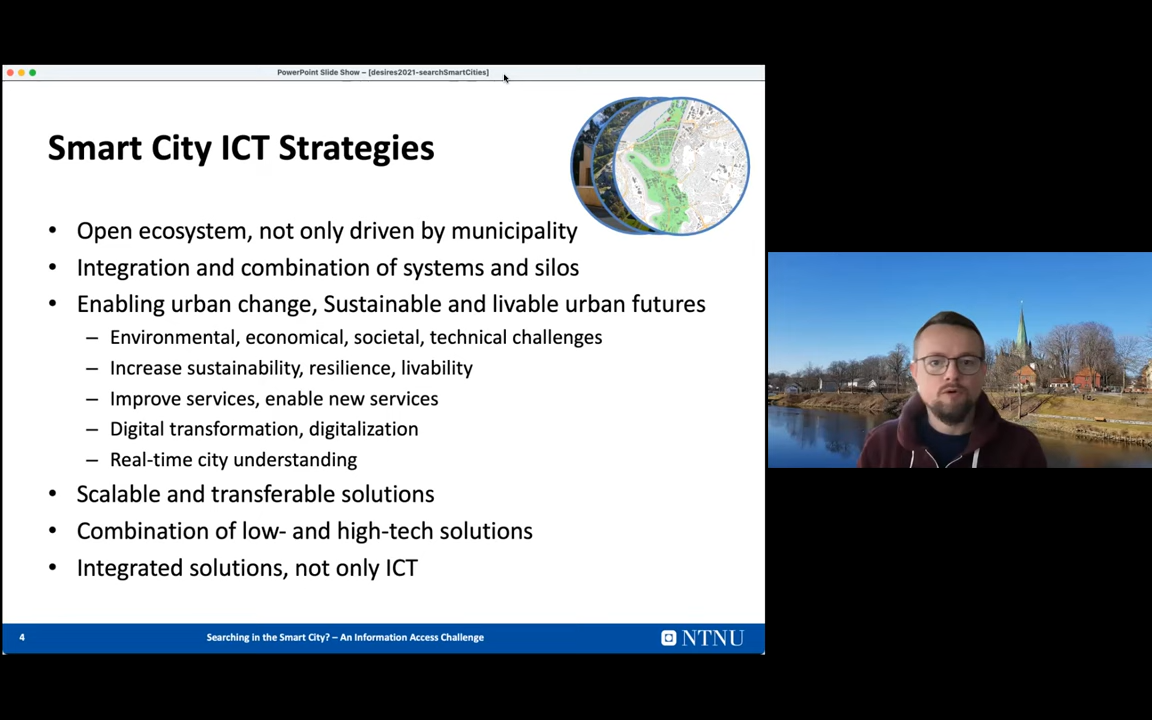 PowerPoint Slide Show – [desires2021-searchSmartCities]
Smart City ICT Strategies
• Open ecosystem, not only driven by municipality
• Integration and combination of systems and silos
• Enabling urban change, Sustainable and livable urban futures
– Environmental, economical, societal, technical challenges
– Increase sustainability, resilience, livability
– Improve services, enable new services
– Digital transformation, digitalization
– Real-time city understanding
• Scalable and transferable solutions
• Combination of low- and high-tech solutions
• Integrated solutions, not only ICT
4
Searching in the Smart City? – An Information Access Challenge
NTNU